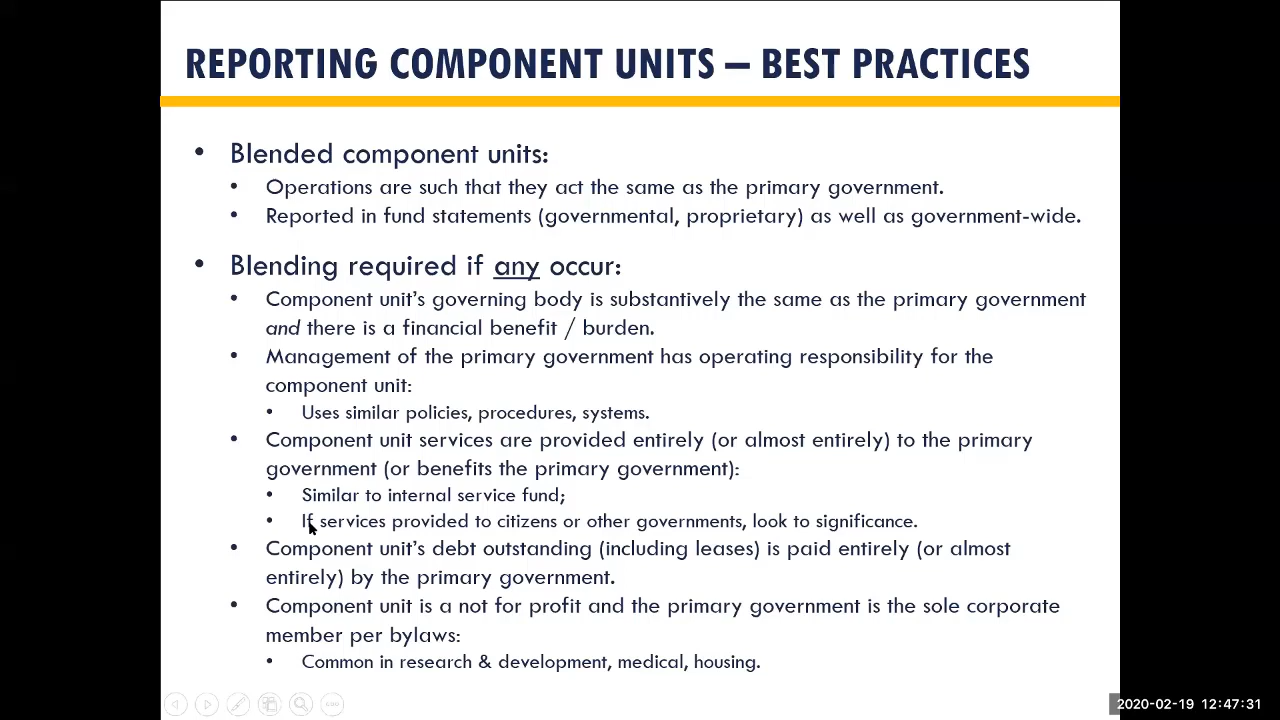 REPORTING COMPONENT UNITS – BEST PRACTICES
• Blended component units:
• Operations are such that they act the same as the primary government.
• Reported in fund statements (governmental, proprietary) as well as government-wide.
• Blending required if any occur:
• Component unit's governing body is substantively the same as the primary government
and there is a financial benefit / burden.
• Management of the primary government has operating responsibility for the
component unit:
• Uses similar policies, procedures, systems.
• Component unit services are provided entirely (or almost entirely) to the primary
government (or benefits the primary government):
• Similar to internal service fund;
• If services provided to citizens or other governments, look to significance.
• Component unit's debt outstanding (including leases) is paid entirely (or almost
entirely) by the primary government.
• Component unit is a not for profit and the primary government is the sole corporate
member per bylaws:
• Common in research & development, medical, housing.
2020-02-19 12:47:31